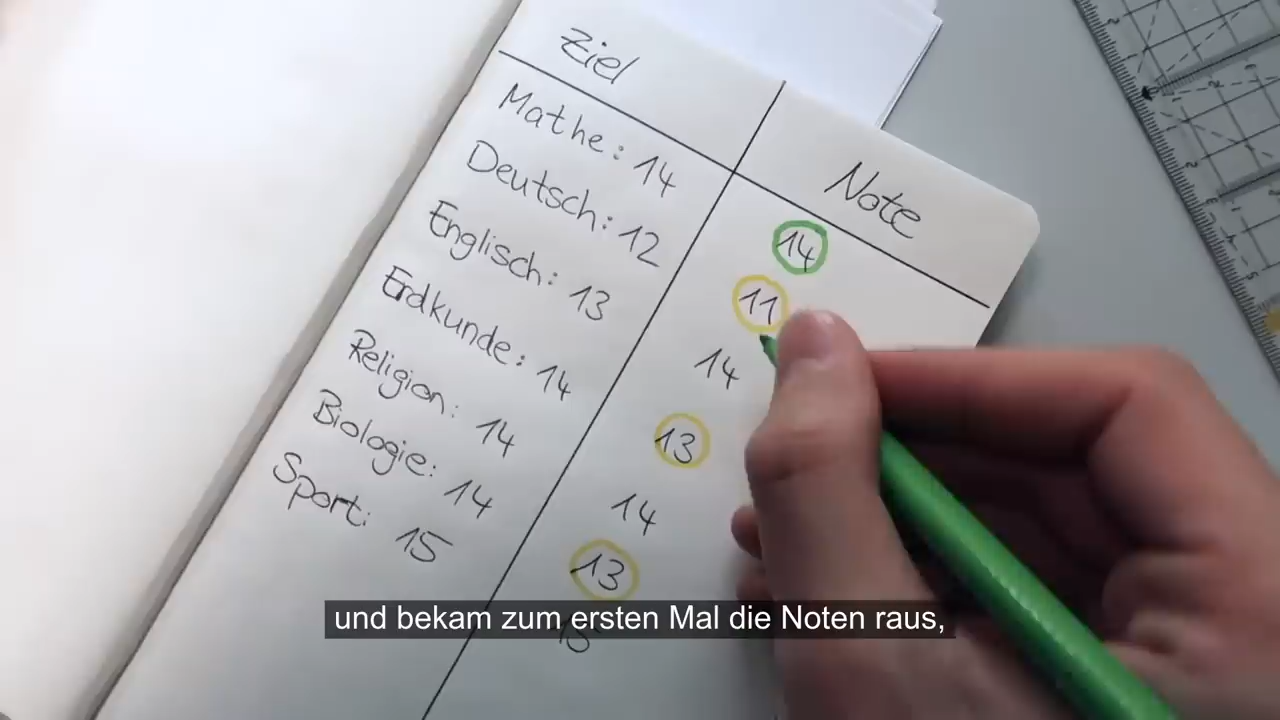 Ziel
Note
Mathe: 14
14
Deutsch: 12
11
Englisch: 13
14
Erdkunde: 14
13
Religion: 14
14
Biologie: 14
13
Sport: 15
15
und bekam zum ersten Mal die Noten raus,